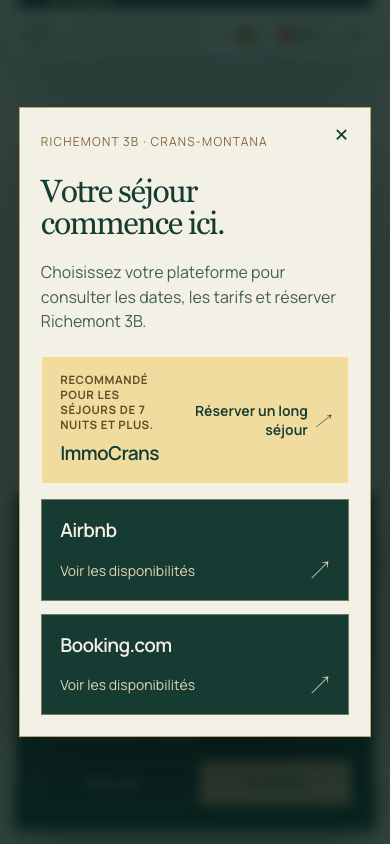 RICHEMONT 3B · CRANS-MONTANA
Votre séjour
commence ici.
Choisissez votre plateforme pour
consulter les dates, les tarifs et réserver
Richemont 3B.
RECOMMANDÉ
POUR LES
SÉJOURS DE 7
NUITS ET PLUS.
ImmoCrans
Réserver un long
séjour
Airbnb
Voir les disponibilités
Booking.com
Voir les disponibilités